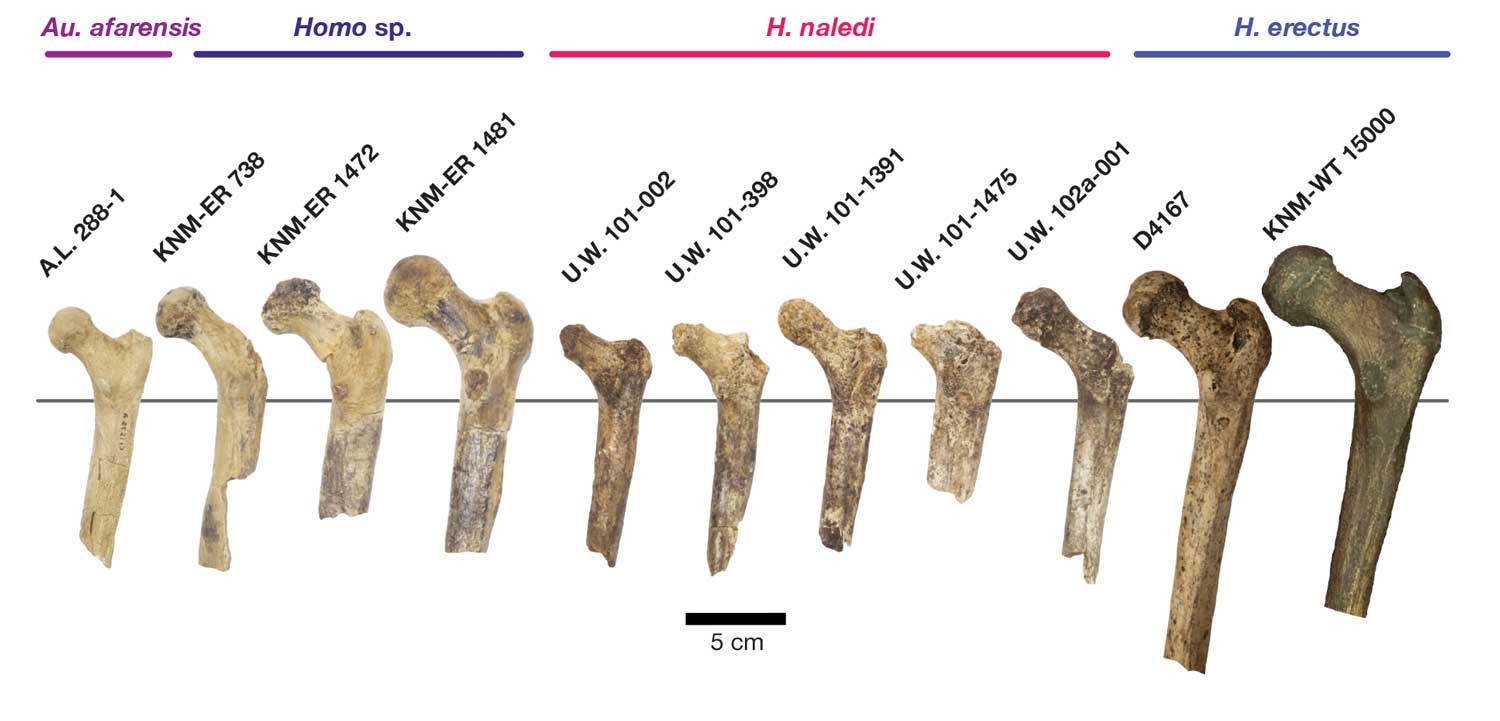 Au. afarensis
Homo sp.
H. naledi
H. erectus
A.L. 288-1
KNM-ER 738
KNM-ER 1472
KNM-ER 1481
U.W. 101-002
U.W. 101-398
U.W. 101-1391
U.W. 101-1475
U.W. 102a-001
D4167
KNM-WT 15000
5 cm